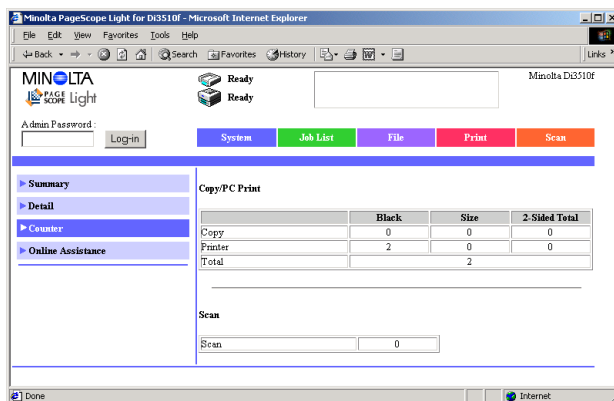 Minolta PageScope Light for Di3510f - Microsoft Internet Explorer
File Edit View Favorites Tools Help
Back Search Favorites History Links »
MINOLTA
PAGE SCOPE Light
Ready
Ready
Minolta Di3510f
Admin Password :
Log-in
System Job List File Print Scan
Summary
Detail
Counter
Online Assistance
Copy/PC Print
Black Size 2-Sided Total
Copy 0 0 0
Printer 2 0 0
Total 2
Scan
Scan 0
Done Internet